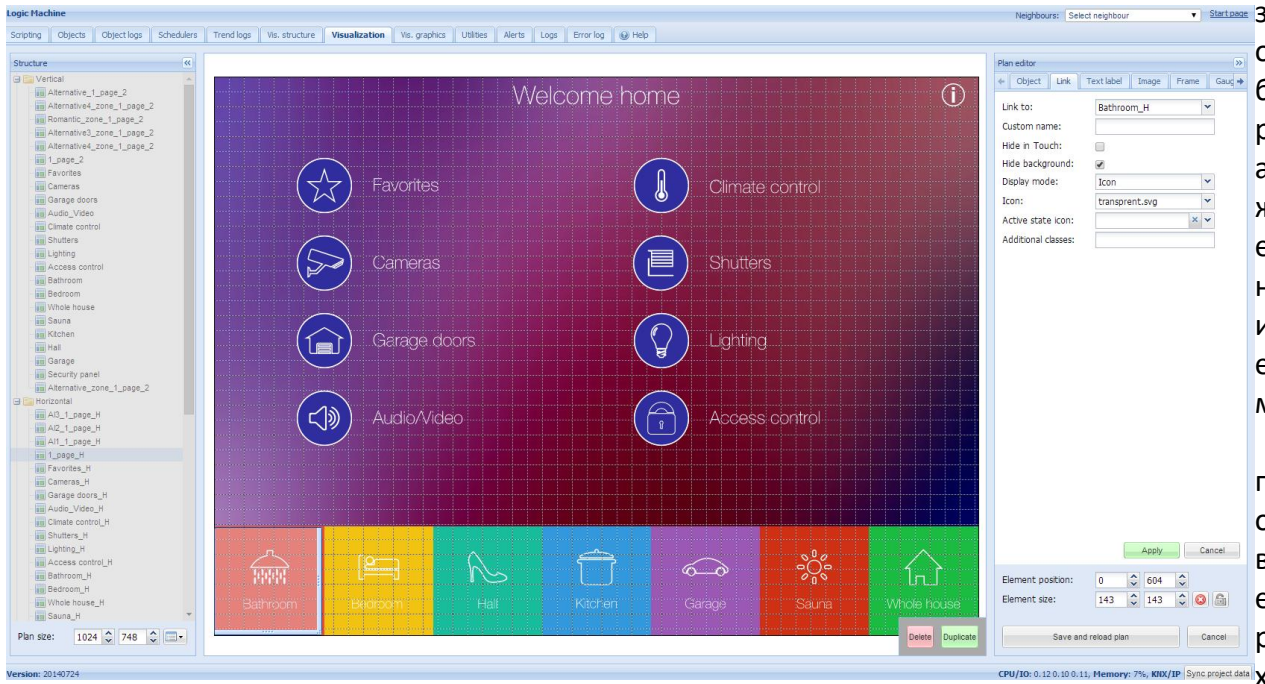 Logic Machine
Neighbours: Select neighbour Start page
Scripting Objects Object logs Schedulers Trend logs Vis. structure Visualization Vis. graphics Utilities Alerts Logs Error log Help
Structure
Vertical
Alternative_1_page_2
Alternative4_zone_1_page_2
Romantic_zone_1_page_2
Alternative3_zone_1_page_2
Alternative4_zone_1_page_2
1_page_2
Favorites
Cameras
Garage doors
Audio_Video
Climate control
Shutters
Lighting
Access control
Bathroom
Bedroom
Whole house
Sauna
Kitchen
Hall
Garage
Security panel
Alternative_zone_1_page_2
Horizontal
Al3_1_page_H
Al2_1_page_H
Al1_1_page_H
1_page_H
Favorites_H
Cameras_H
Garage doors_H
Audio_Video_H
Climate control_H
Shutters_H
Lighting_H
Access control_H
Bathroom_H
Bedroom_H
Whole house_H
Sauna_H
Plan size: 1024 748
Welcome home
Favorites Climate control
Cameras Shutters
Garage doors Lighting
Audio/Video Access control
Bathroom Bedroom Hall Kitchen Garage Sauna Whole house
Delete Duplicate
Plan editor
Object Link Text label Image Frame Gaug
Link to: Bathroom_H
Custom name:
Hide in Touch:
Hide background:
Display mode: Icon
Icon: transprent.svg
Active state icon:
Additional classes:
Apply Cancel
Element position: 0 604
Element size: 143 143
Save and reload plan Cancel
Version: 20140724
CPU/IO: 0.12 0.10 0.11, Memory: 7%, KNX/IP Sync project data